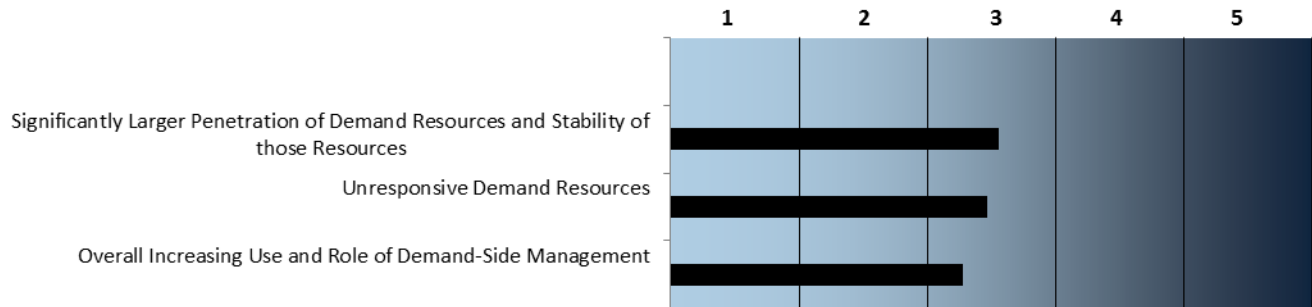 1 2 3 4 5
Significantly Larger Penetration of Demand Resources and Stability of
those Resources
Unresponsive Demand Resources
Overall Increasing Use and Role of Demand-Side Management